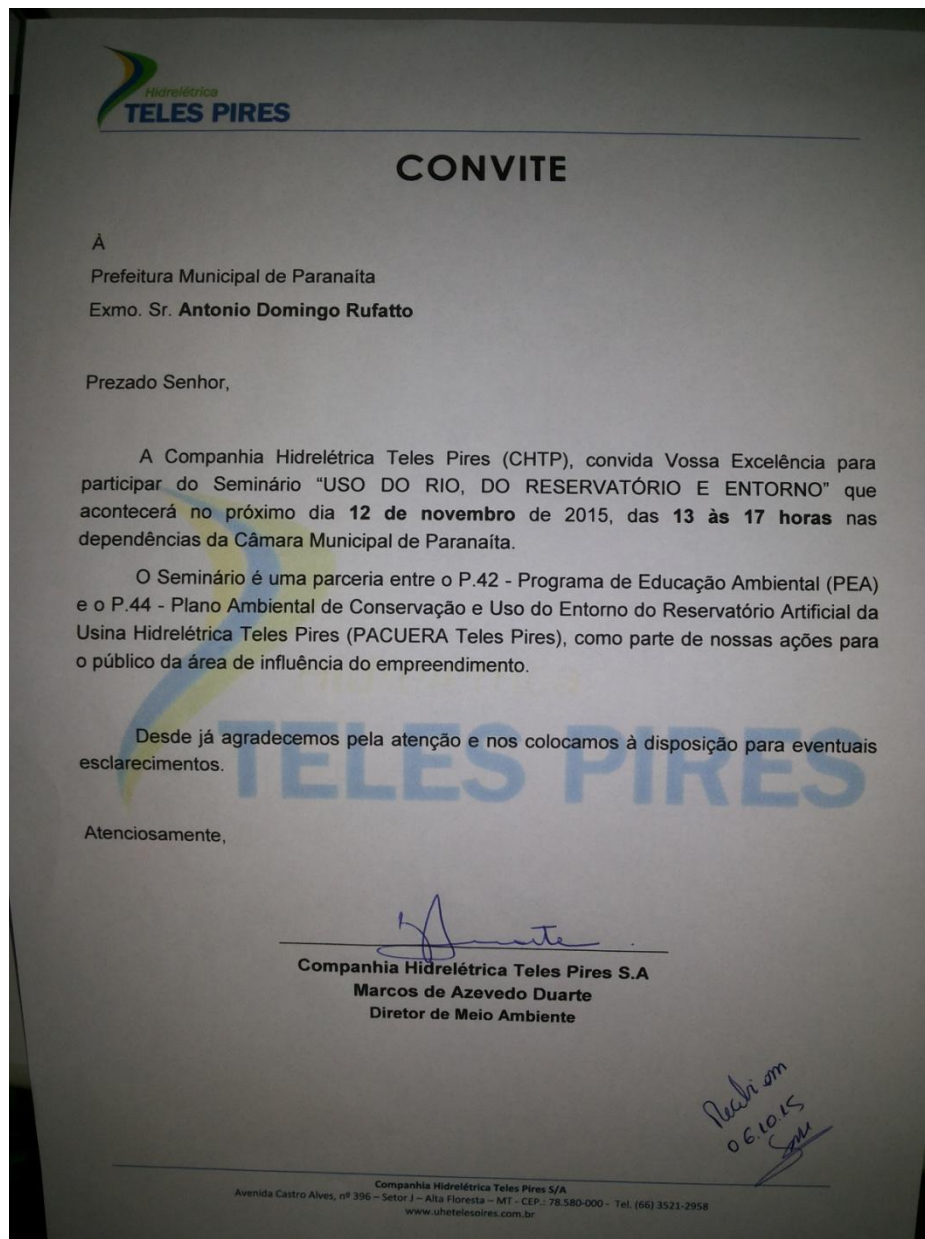 Hidrelétrica
TELES PIRES
CONVITE
À
Prefeitura Municipal de Paranaíta
Exmo. Sr. Antonio Domingo Rufatto
Prezado Senhor,
A Companhia Hidrelétrica Teles Pires (CHTP), convida Vossa Excelência para
participar do Seminário “USO DO RIO, DO RESERVATÓRIO E ENTORNO” que
acontecerá no próximo dia 12 de novembro de 2015, das 13 às 17 horas nas
dependências da Câmara Municipal de Paranaíta.
O Seminário é uma parceria entre o P.42 - Programa de Educação Ambiental (PEA)
e o P.44 - Plano Ambiental de Conservação e Uso do Entorno do Reservatório Artificial da
Usina Hidrelétrica Teles Pires (PACUERA Teles Pires), como parte de nossas ações para
o público da área de influência do empreendimento.
Desde já agradecemos pela atenção e nos colocamos à disposição para eventuais
esclarecimentos.
TELES PIRES
Atenciosamente,
Companhia Hidrelétrica Teles Pires S.A
Marcos de Azevedo Duarte
Diretor de Meio Ambiente
Recebi em
06.10.15
Companhia Hidrelétrica Teles Pires S/A
Avenida Castro Alves, nº 396 – Setor J – Alta Floresta – MT - CEP.: 78.580-000 - Tel. (66) 3521-2958
www.uhetelespires.com.br